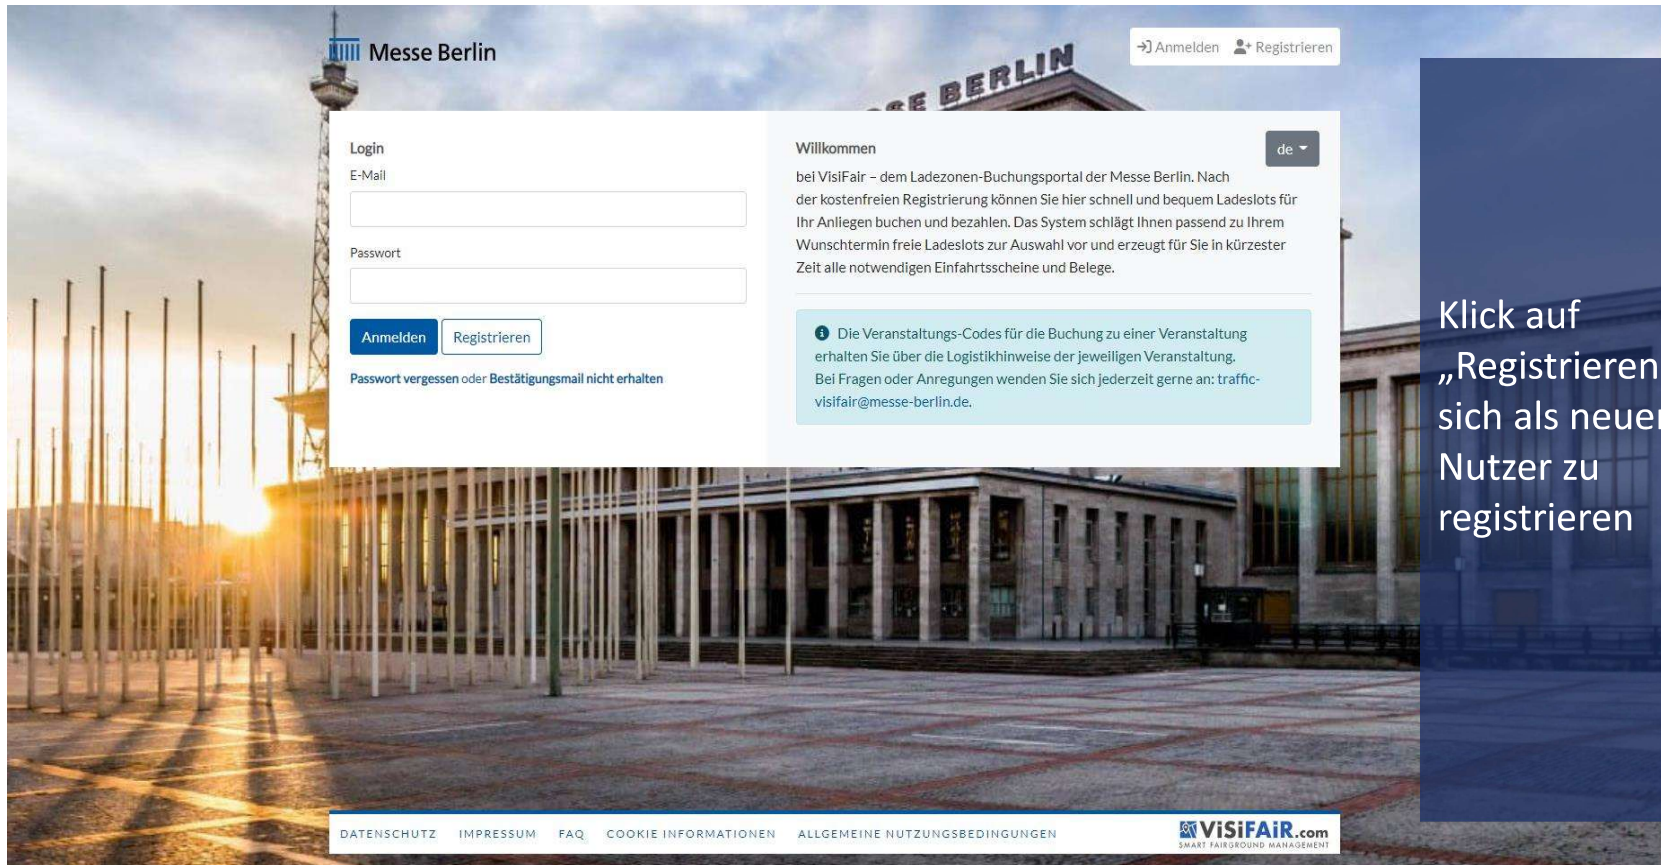 Messe Berlin
Anmelden Registrieren
SE BERLIN
Login
E-Mail
Passwort
Anmelden Registrieren
Passwort vergessen oder Bestätigungsmail nicht erhalten
Willkommen
de
bei VisiFair – dem Ladezonen-Buchungsportal der Messe Berlin. Nach
der kostenfreien Registrierung können Sie hier schnell und bequem Ladeslots für
Ihr Anliegen buchen und bezahlen. Das System schlägt Ihnen passend zu Ihrem
Wunschtermin freie Ladeslots zur Auswahl vor und erzeugt für Sie in kürzester
Zeit alle notwendigen Einfahrtsscheine und Belege.
Die Veranstaltungs-Codes für die Buchung zu einer Veranstaltung
erhalten Sie über die Logistikhinweise der jeweiligen Veranstaltung.
Bei Fragen oder Anregungen wenden Sie sich jederzeit gerne an: traffic-
visifair@messe-berlin.de.
Klick auf
„Registrieren
sich als neuer
Nutzer zu
registrieren
DATENSCHUTZ IMPRESSUM FAQ COOKIE INFORMATIONEN ALLGEMEINE NUTZUNGSBEDINGUNGEN
ViSiFAiR.com
SMART FAIRGROUND MANAGEMENT